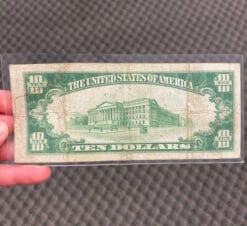 10 10
THE UNITED STATES OF AMERICA
10 10
TEN DOLLARS